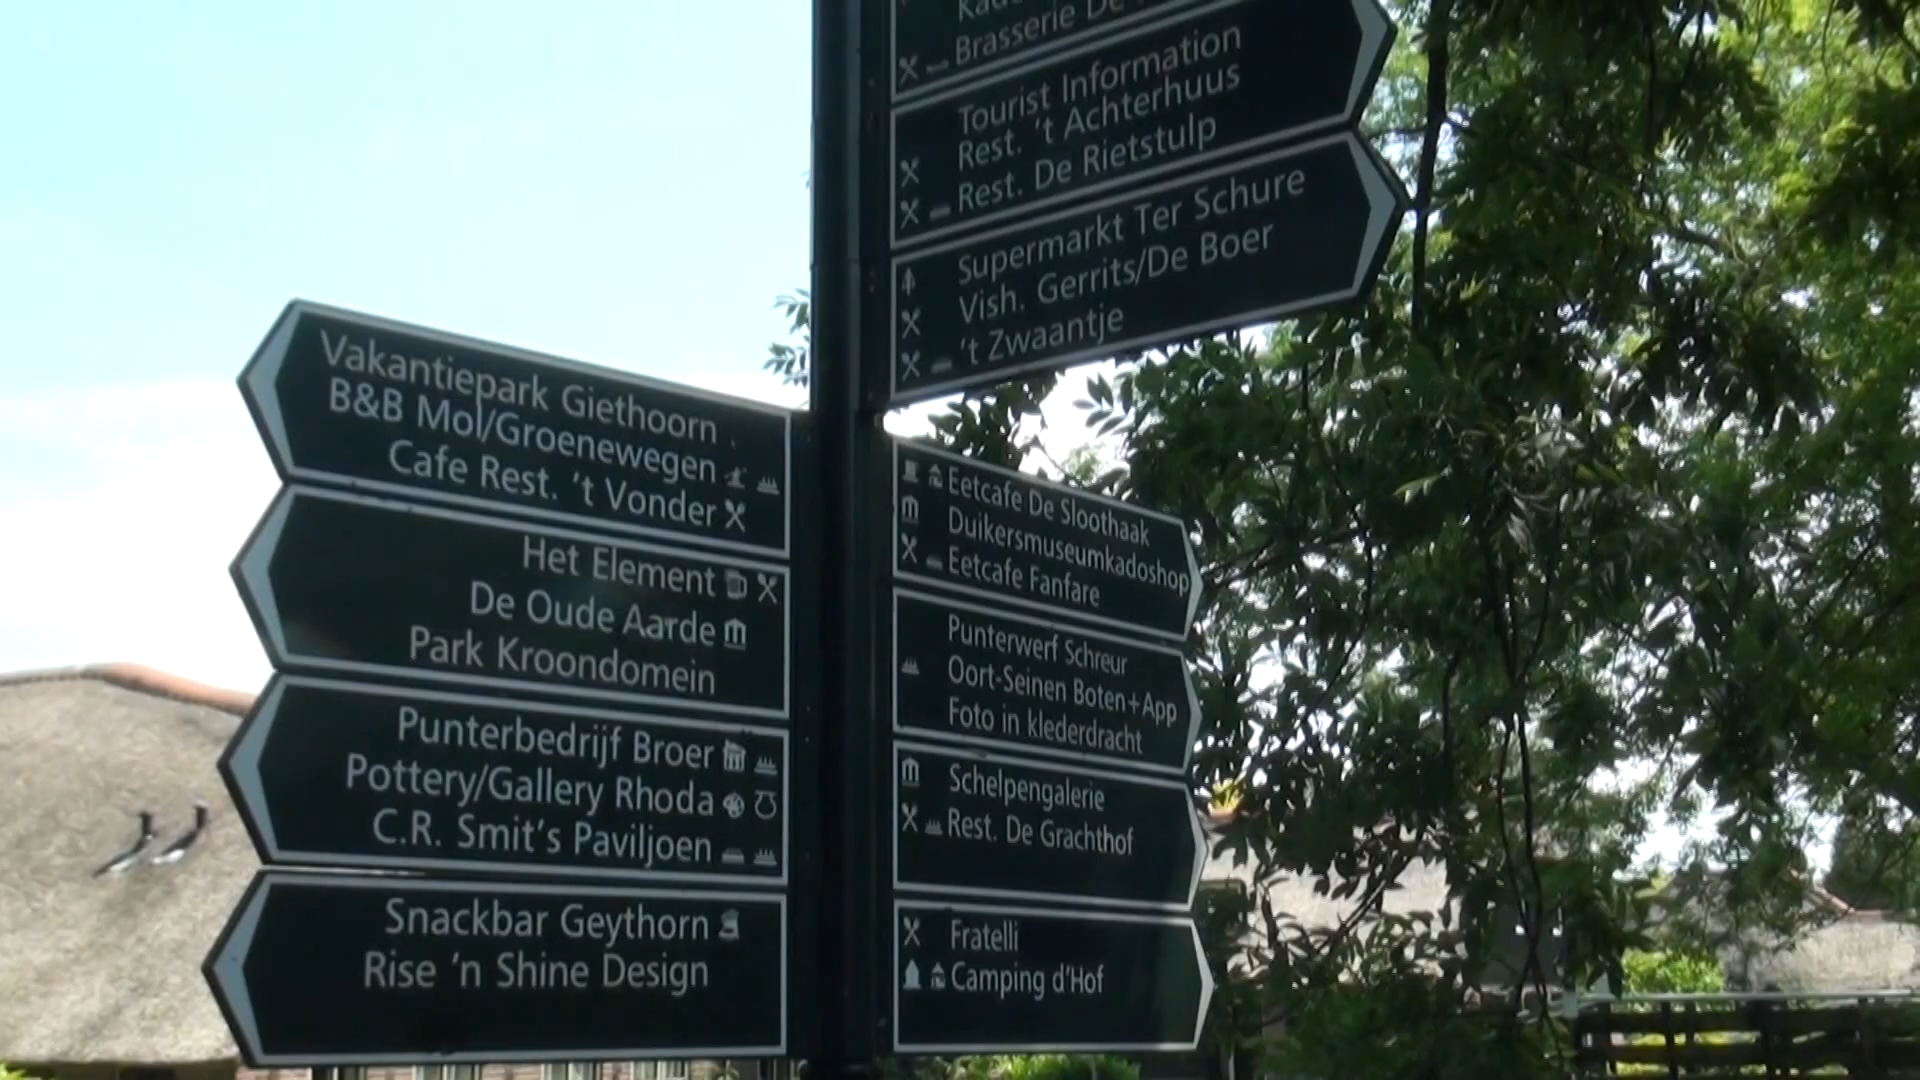 Brasserie De
Tourist Information
Rest. 't Achterhuus
Rest. De Rietstulp
Supermarkt Ter Schure
Vish. Gerrits/De Boer
't Zwaantje
Vakantiepark Giethoorn
B&B Mol/Groenewegen
Cafe Rest. 't Vonder
Het Element
De Oude Aarde
Park Kroondomein
Punterbedrijf Broer
Pottery/Gallery Rhoda
C.R. Smit's Paviljoen
Snackbar Geythorn
Rise 'n Shine Design
Eetcafe De Sloothaak
Duikersmuseumkadoshop
Eetcafe Fanfare
Punterwerf Schreur
Oort-Seinen Boten+App
Foto in klederdracht
Schelpengalerie
Rest. De Grachthof
Fratelli
Camping d'Hof